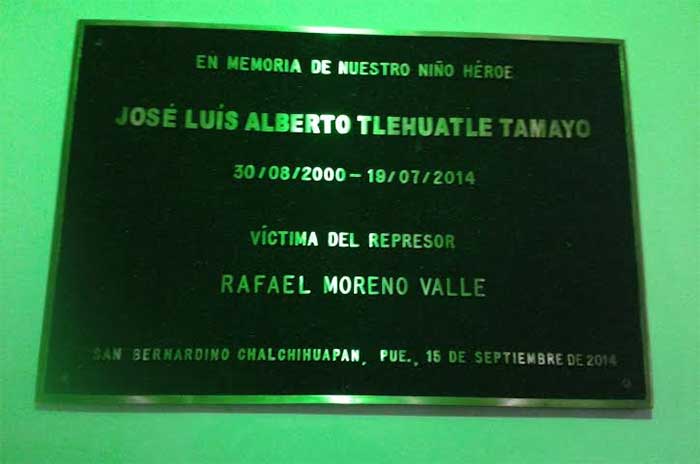 EN MEMORIA DE NUESTRO NIÑO HÉROE
JOSÉ LUÍS ALBERTO TLEHUATLE TAMAYO
30/08/2000 – 19/07/2014
VÍCTIMA DEL REPRESOR
RAFAEL MORENO VALLE
SAN BERNARDINO CHALCHIHUAPAN, PUE., 15 DE SEPTIEMBRE DE 2014